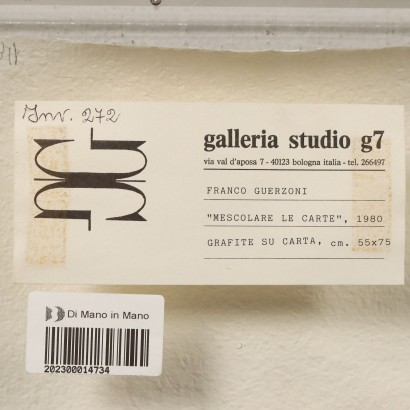 Inv. 272
galleria studio g7
via val d'aposa 7 - 40123 bologna italia - tel. 266497
FRANCO GUERZONI
"MESCOLARE LE CARTE", 1980
GRAFITE SU CARTA, cm. 55x75
Di Mano in Mano
202300014734